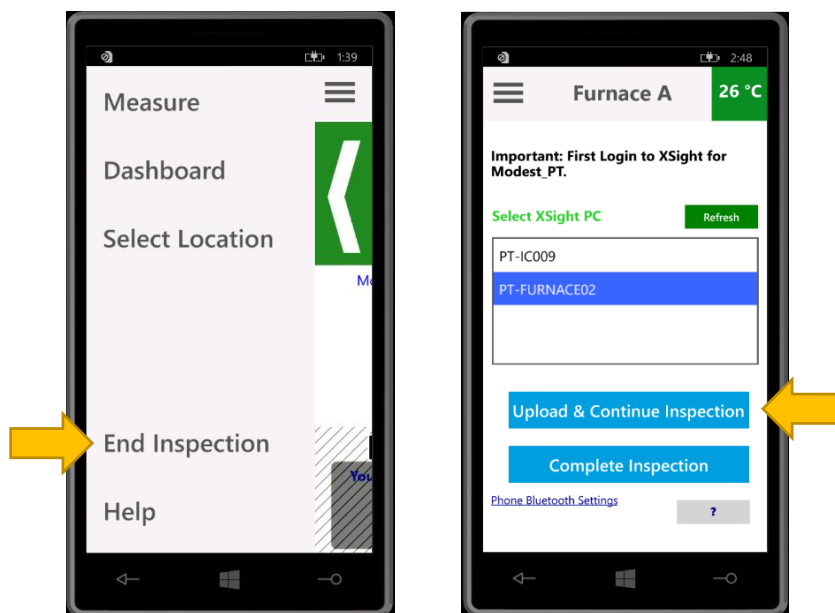 1:39
Measure
Dashboard
Select Location
End Inspection
Help
2:48
Furnace A
26 °C
Important: First Login to XSight for
Modest_PT.
Select XSight PC
Refresh
PT-IC009
PT-FURNACE02
Upload & Continue Inspection
Complete Inspection
Phone Bluetooth Settings
?